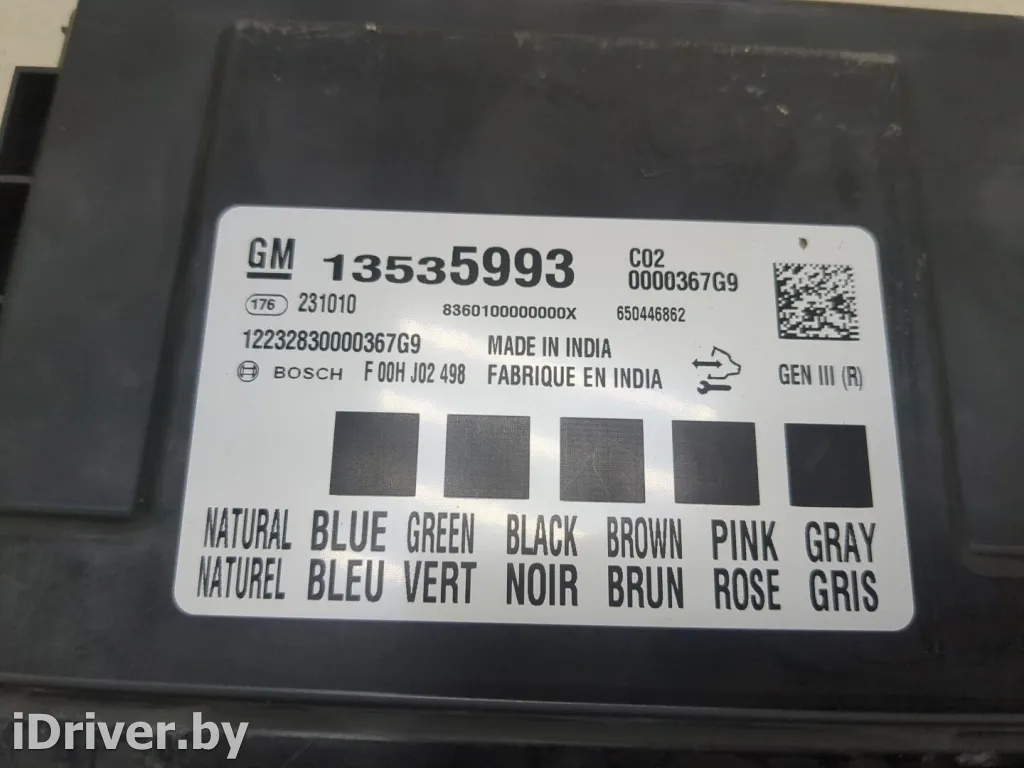 GM 13535993 C02
0000367G9
176 231010 8360100000000X 650446862
12232830000367G9 MADE IN INDIA
BOSCH F 00H J02 498 FABRIQUE EN INDIA GEN III (R)
NATURAL BLUE GREEN BLACK BROWN PINK GRAY
NATUREL BLEU VERT NOIR BRUN ROSE GRIS
iDriver.by